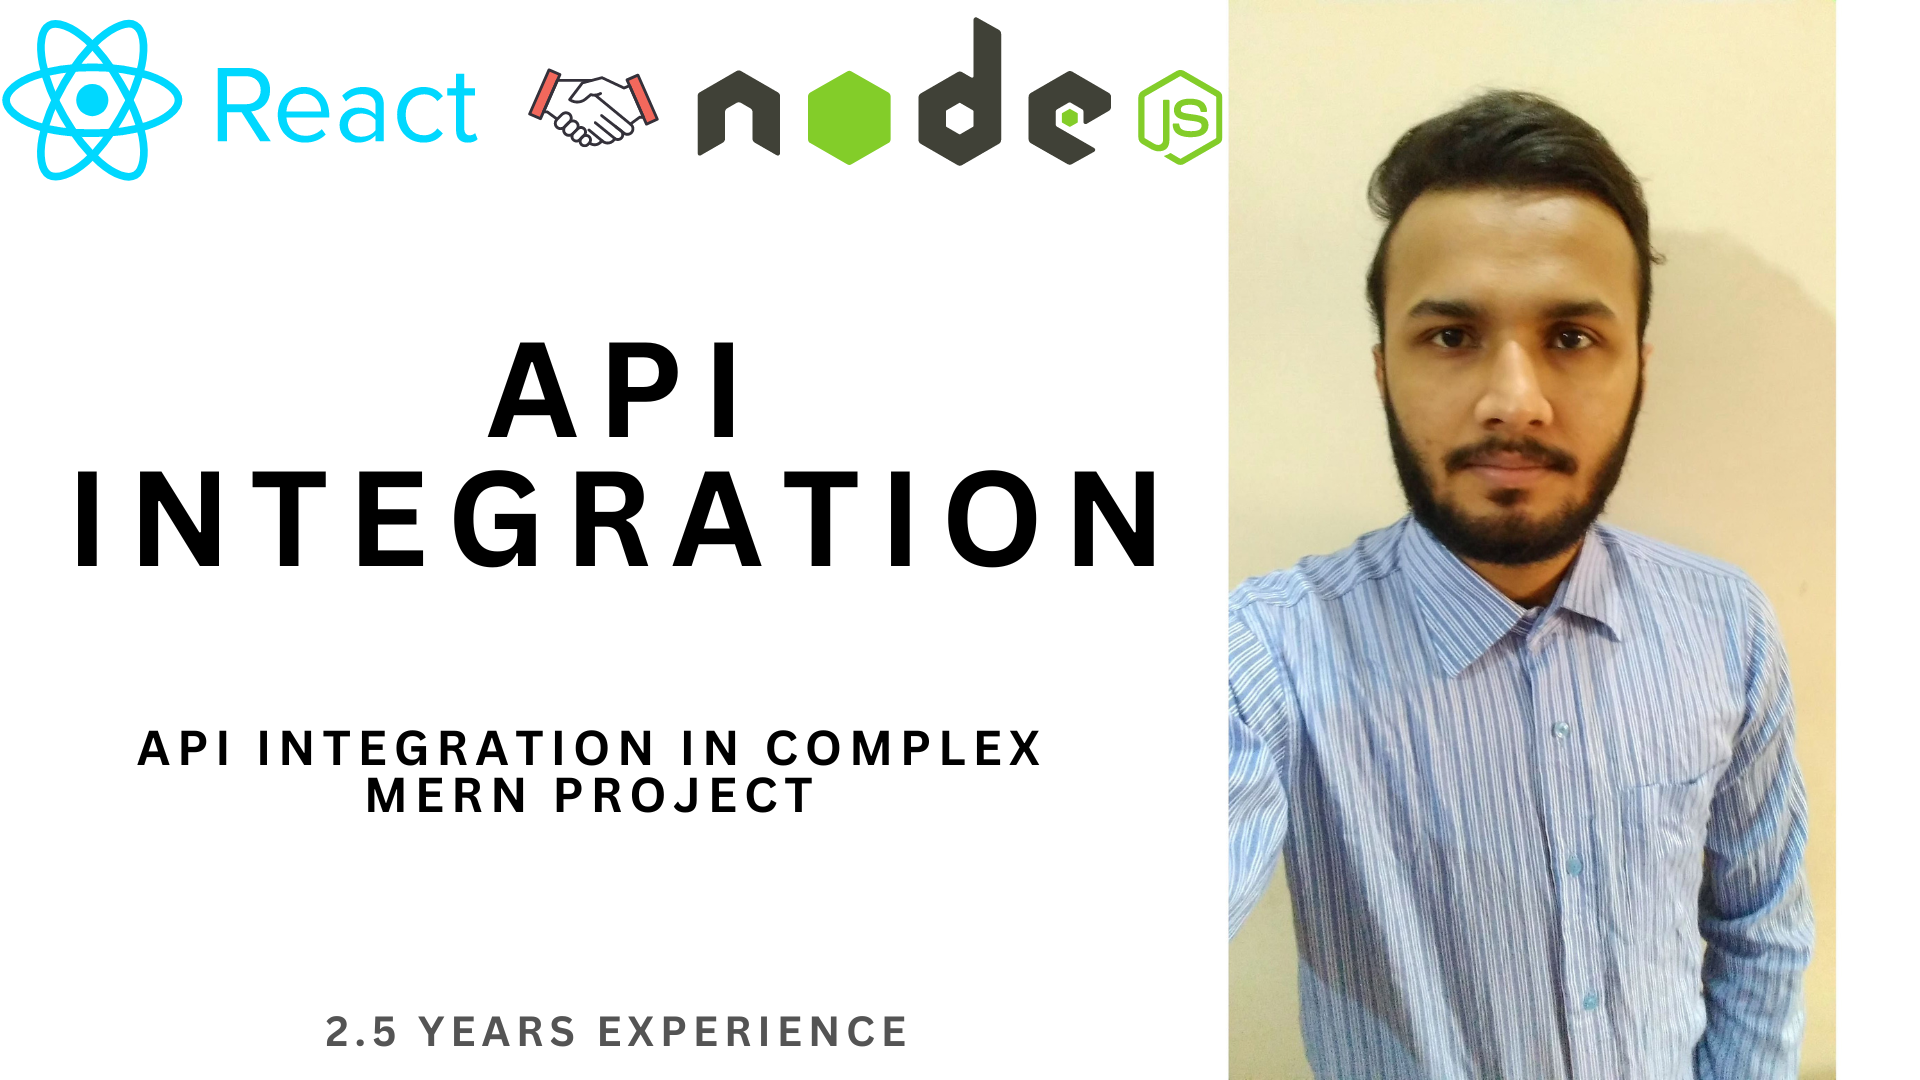 React
node
JS
API
INTEGRATION
API INTEGRATION IN COMPLEX
MERN PROJECT
2.5 YEARS EXPERIENCE